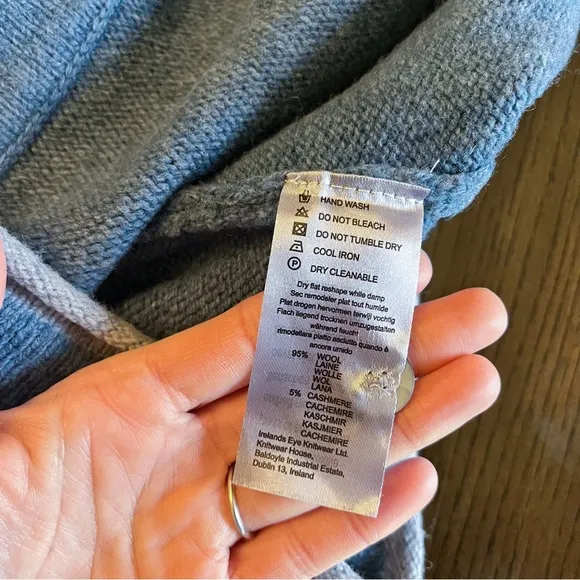 HAND WASH
DO NOT BLEACH
DO NOT TUMBLE DRY
COOL IRON
P DRY CLEANABLE
Dry flat reshape while damp
Sec remodeler plat tout humide
Plat drogen hervormen terwijl vochtig
Flach liegend trocknen umzugestalten
während feucht
rimodellare piatto asciutto quando è
ancora umido
95% WOOL
LAINE
WOLLE
WOL
LANA
5% CASHMERE
CACHEMIRE
KASCHMIR
KASJMIER
CACHEMIRE
Irelands Eye Knitwear Ltd.
Knitwear House,
Baldoyle Industrial Estate,
Dublin 13, Ireland